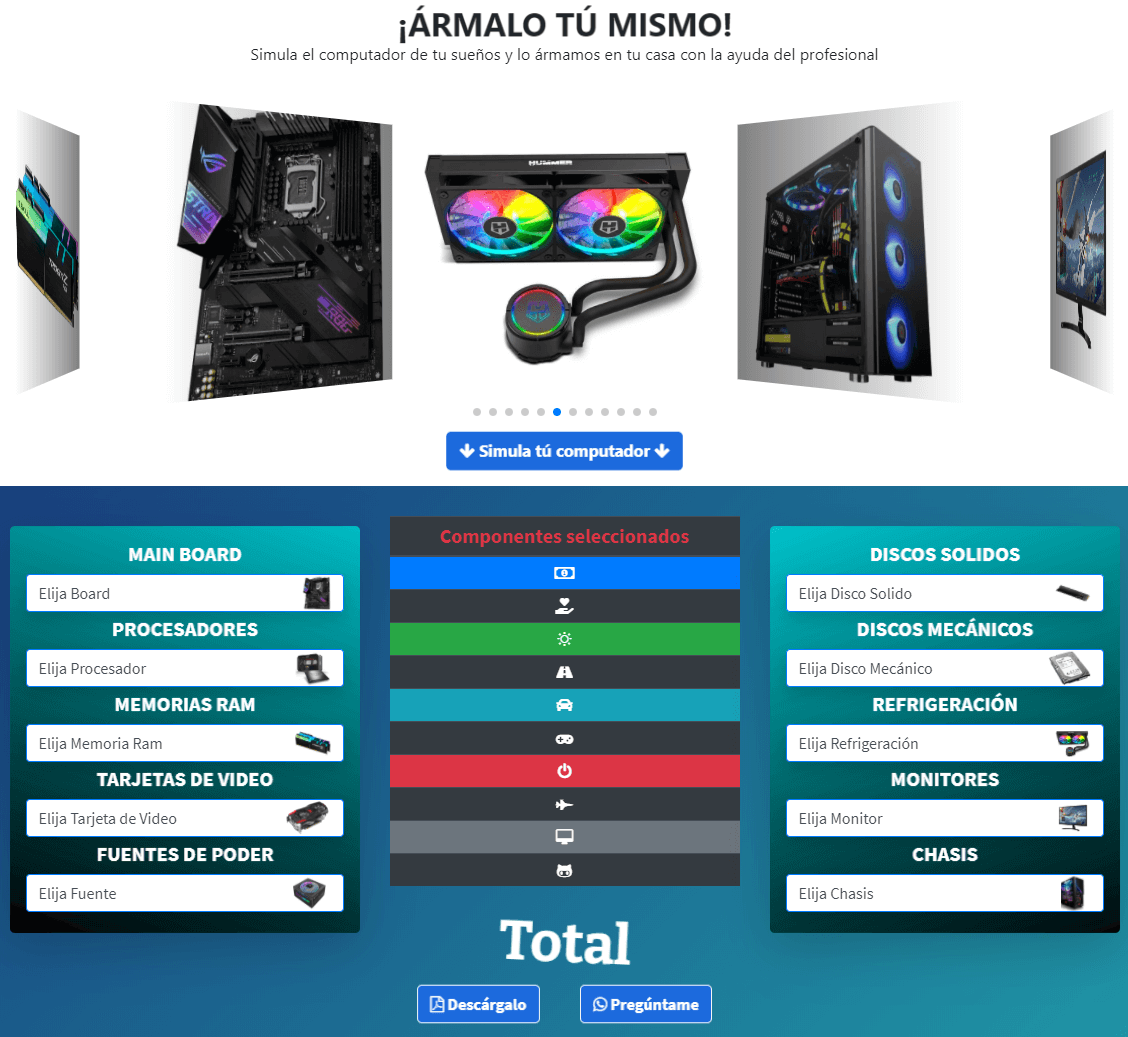 ¡ÁRMALO TÚ MISMO!
Simula el computador de tu sueños y lo ármamos en tu casa con la ayuda del profesional
HUMMER
Simula tú computador
Componentes seleccionados
MAIN BOARD
Elija Board
PROCESADORES
Elija Procesador
MEMORIAS RAM
Elija Memoria Ram
TARJETAS DE VIDEO
Elija Tarjeta de Video
FUENTES DE PODER
Elija Fuente
DISCOS SOLIDOS
Elija Disco Solido
DISCOS MECÁNICOS
Elija Disco Mecánico
REFRIGERACIÓN
Elija Refrigeración
MONITORES
Elija Monitor
CHASIS
Elija Chasis
Total
Descárgalo
Pregúntame